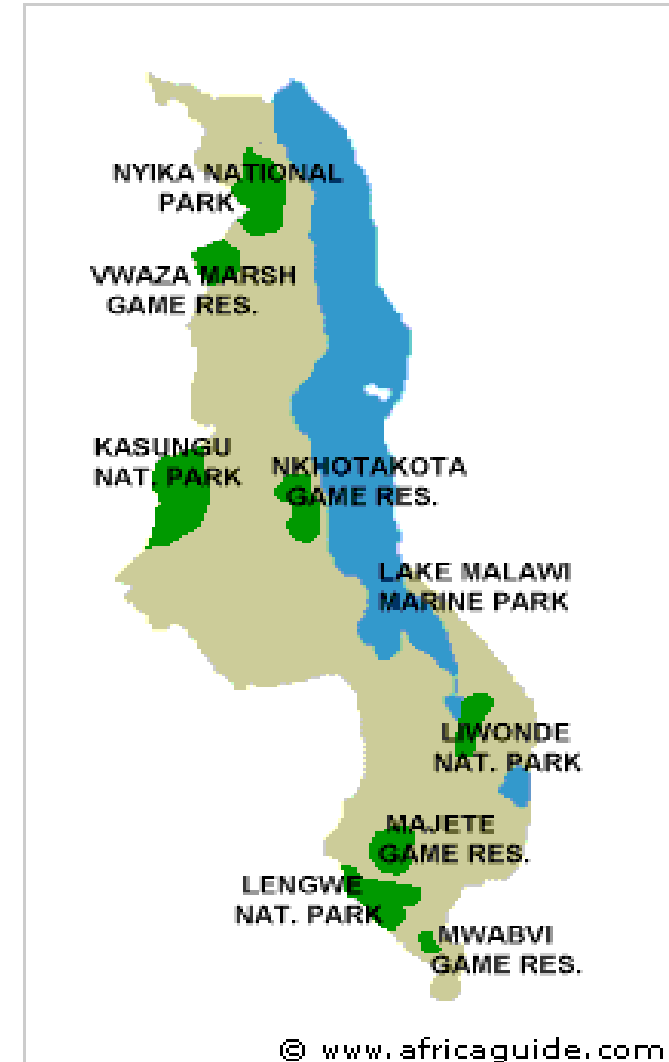 NYIKA NATIONAL
PARK
VWAZA MARSH
GAME RES.
KASUNGU
NAT. PARK
NKHOTAKOTA
GAME RES.
LAKE MALAWI
MARINE PARK
LIWONDE
NAT. PARK
MAJETE
GAME RES.
LENGWE
NAT. PARK
MWABVI
GAME RES.
© www.africaguide.com